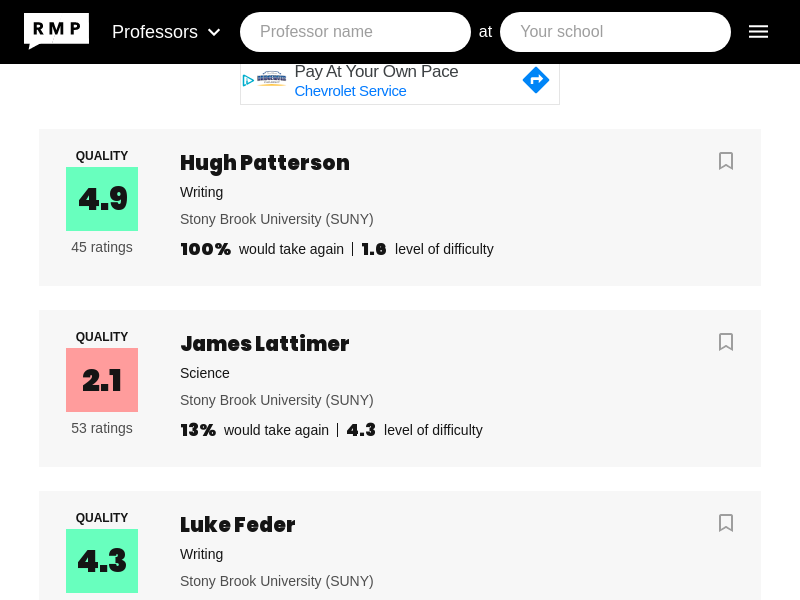 RMP
Professors
Professor name
at
Your school
Pay At Your Own Pace
Chevrolet Service
QUALITY
4.9
45 ratings
Hugh Patterson
Writing
Stony Brook University (SUNY)
100% would take again | 1.6 level of difficulty
QUALITY
2.1
53 ratings
James Lattimer
Science
Stony Brook University (SUNY)
13% would take again | 4.3 level of difficulty
QUALITY
4.3
Luke Feder
Writing
Stony Brook University (SUNY)